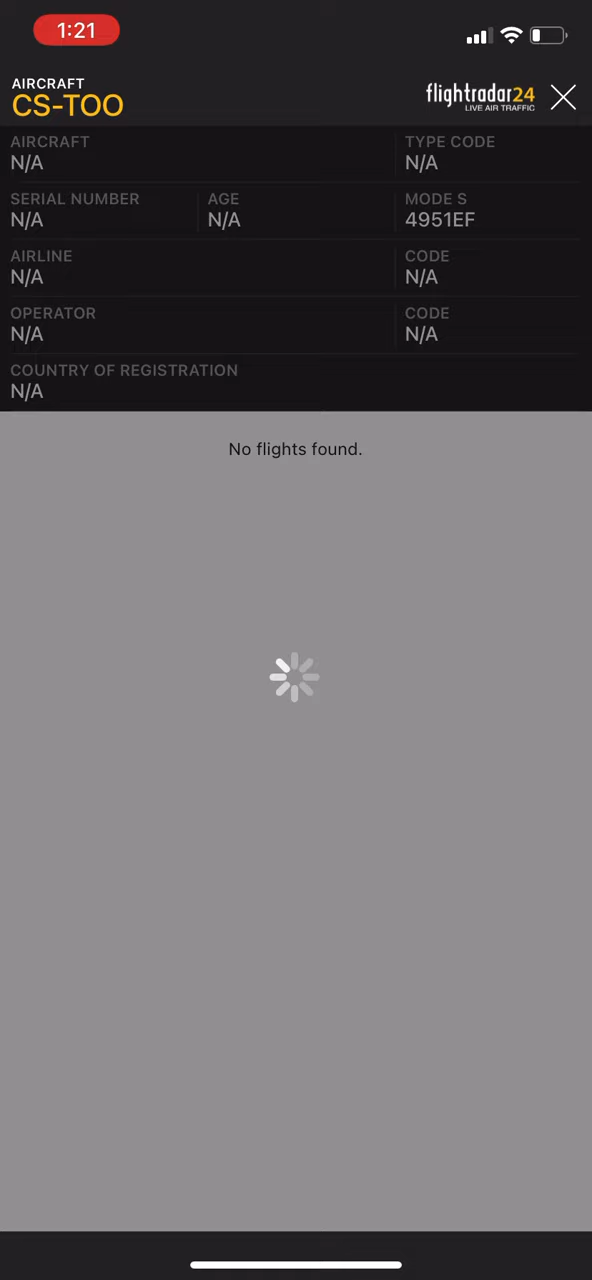 1:21
AIRCRAFT
CS-TOO
flightradar24
LIVE AIR TRAFFIC
AIRCRAFT
N/A
TYPE CODE
N/A
SERIAL NUMBER
N/A
AGE
N/A
MODE S
4951EF
AIRLINE
N/A
CODE
N/A
OPERATOR
N/A
CODE
N/A
COUNTRY OF REGISTRATION
N/A
No flights found.